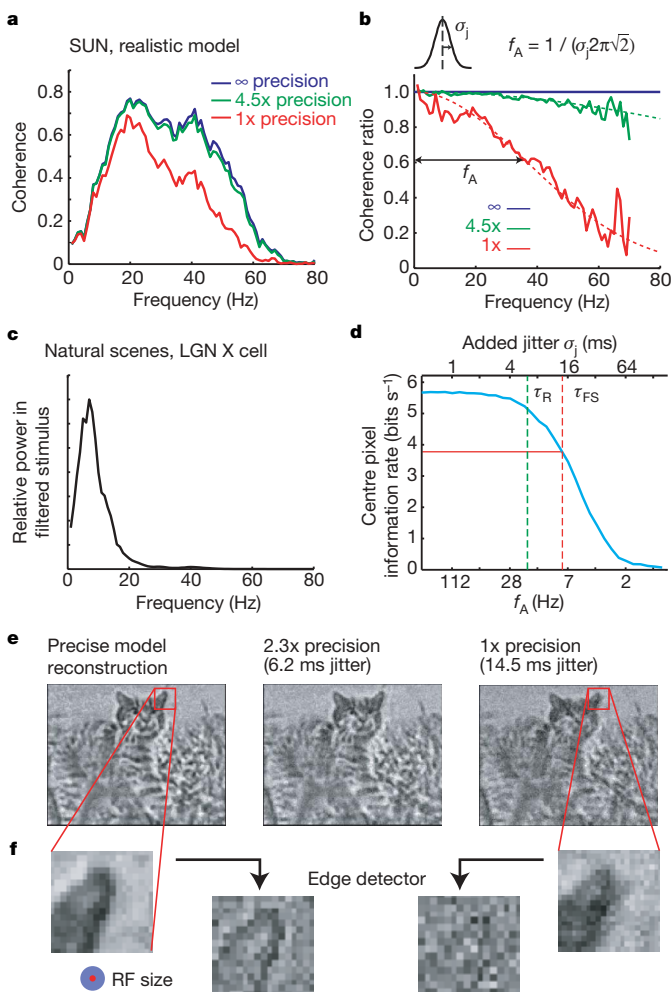 a
SUN, realistic model
∞ precision
4.5x precision
1x precision
Coherence
0.8
0.6
0.4
0.2
0
0 20 40 60 80
Frequency (Hz)
b
σj
fA = 1 / (σj2π√2)
Coherence ratio
1.0
0.8
0.6
0.4
0.2
0
fA
∞
4.5x
1x
0 20 40 60 80
Frequency (Hz)
c
Natural scenes, LGN X cell
Relative power in
filtered stimulus
0 20 40 60 80
Frequency (Hz)
d
Added jitter σj (ms)
1 4 16 64
τR
τFS
Centre pixel
information rate (bits s⁻¹)
6
5
4
3
2
1
0
112 28 7 2
fA (Hz)
e
Precise model
reconstruction
2.3x precision
(6.2 ms jitter)
1x precision
(14.5 ms jitter)
f
Edge detector
RF size